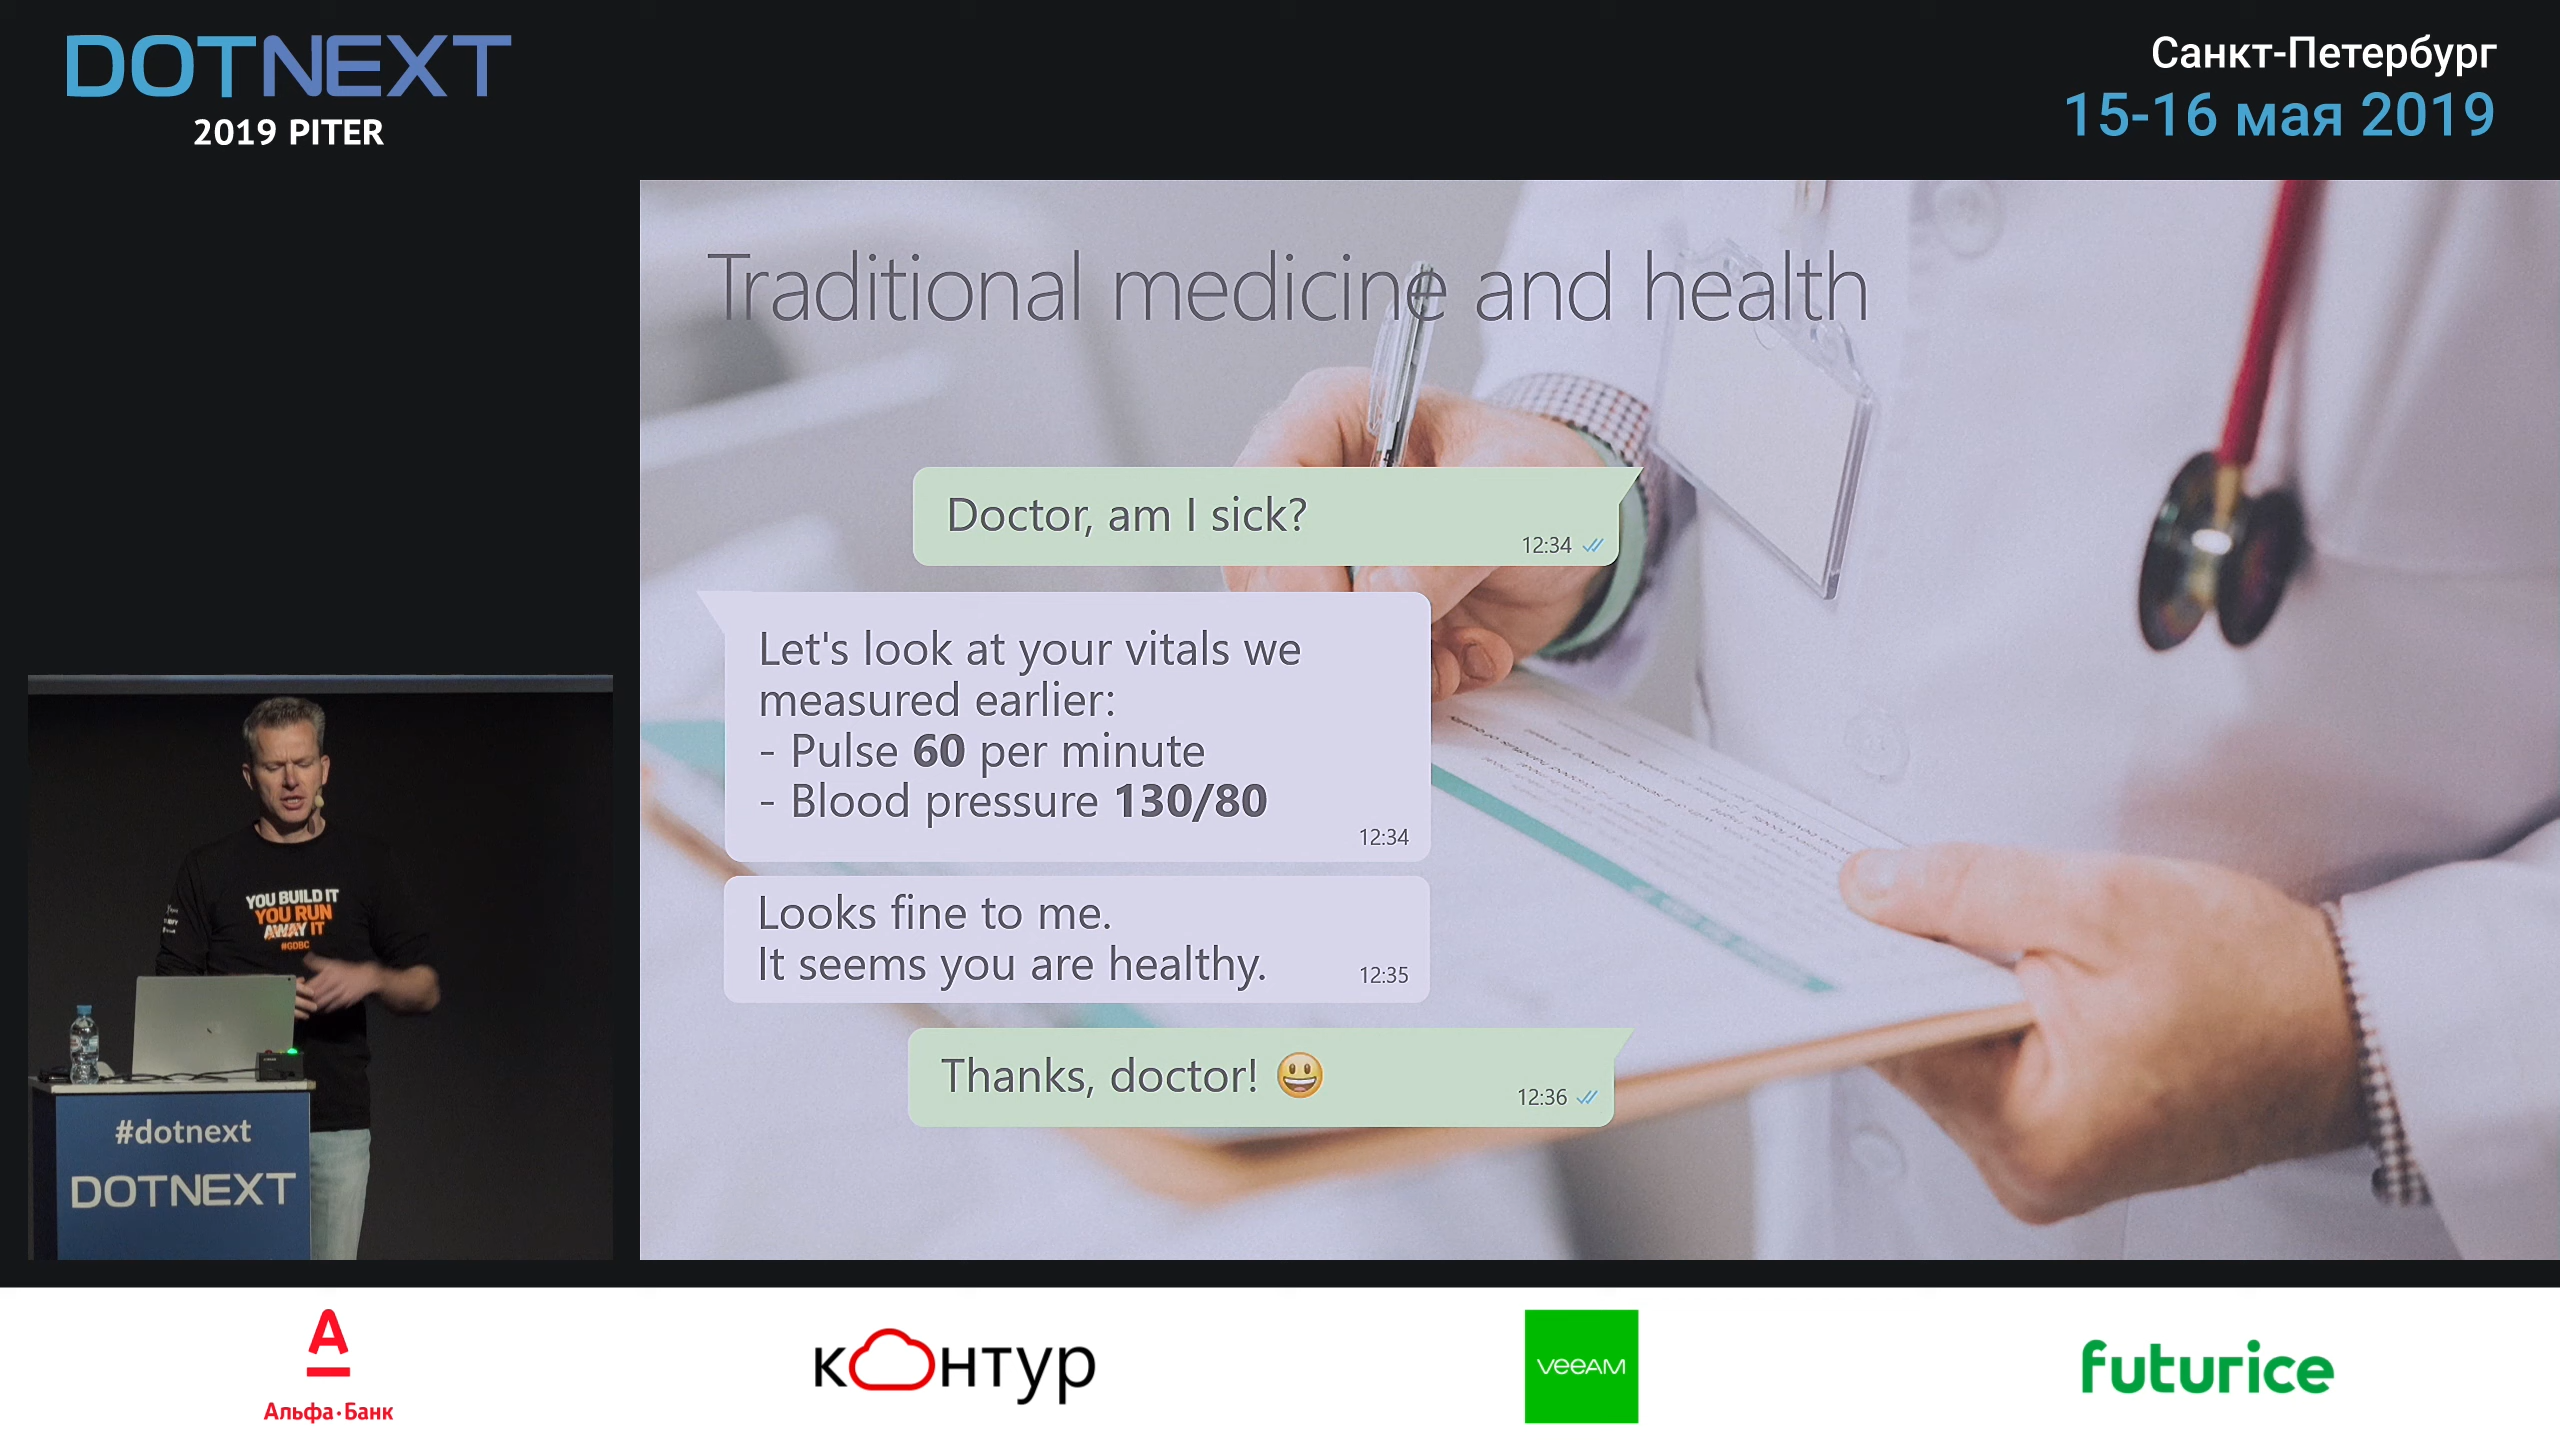 DOTNEXT
2019 PITER
Санкт-Петербург
15-16 мая 2019
Traditional medicine and health
Doctor, am I sick?
12:34
Let's look at your vitals we
measured earlier:
- Pulse 60 per minute
- Blood pressure 130/80
12:34
Looks fine to me.
It seems you are healthy.
12:35
Thanks, doctor! 😃
12:36
YOU BUILD IT
YOU RUN
AWAY IT
#GDBC
#dotnext
DOTNEXT
А
Альфа·Банк
контур
veeAM
futurice